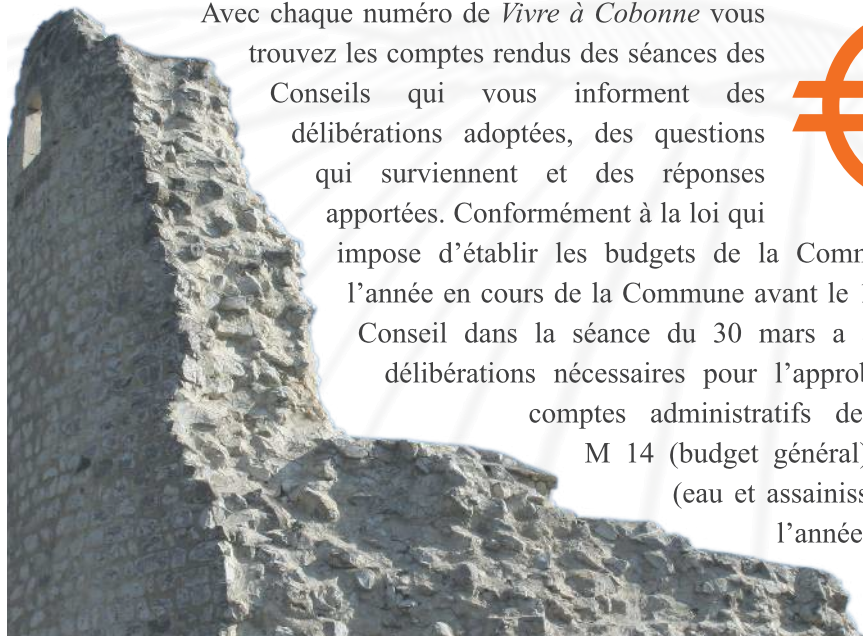 Avec chaque numéro de Vivre à Cobonne vous
trouvez les comptes rendus des séances des
Conseils qui vous informent des
délibérations adoptées, des questions
qui surviennent et des réponses
apportées. Conformément à la loi qui
impose d’établir les budgets de la Comm
l’année en cours de la Commune avant le
Conseil dans la séance du 30 mars a
délibérations nécessaires pour l’approb
comptes administratifs de
M 14 (budget général)
(eau et assainiss
l’année